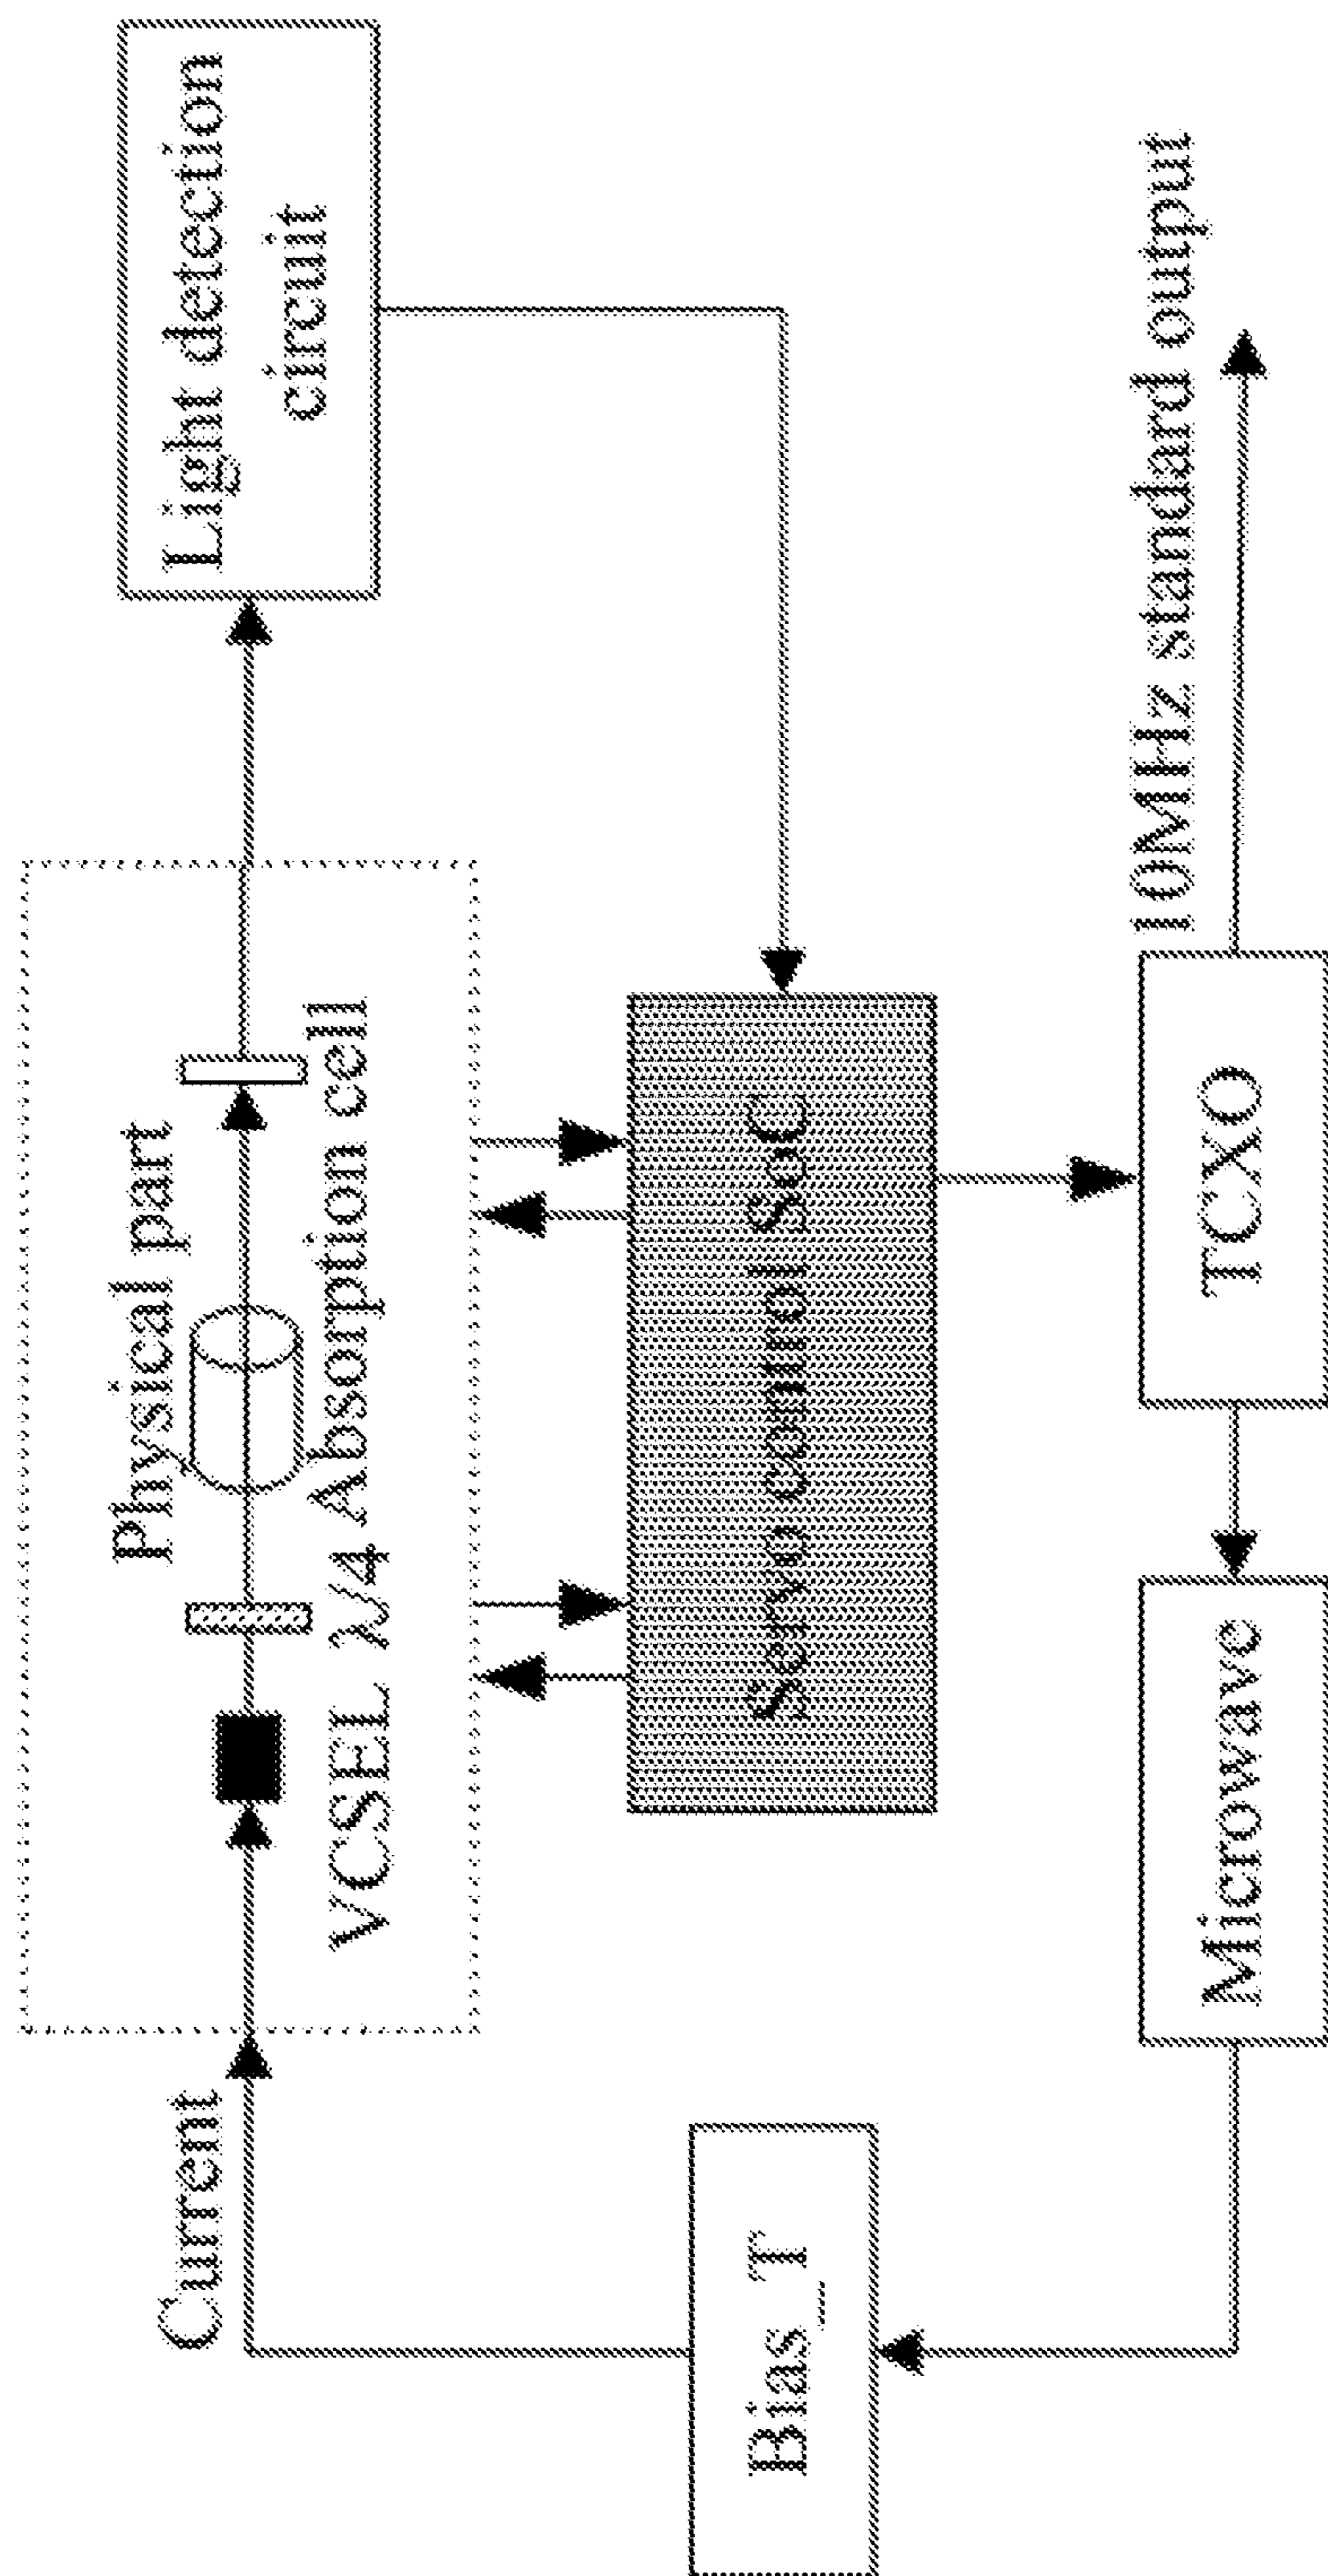 Current
Physical part
VCSEL λ/4 Absorption cell
Light detection
circuit
Bias_T
Servo control SoC
10MHz standard output
Microwave
TCXO